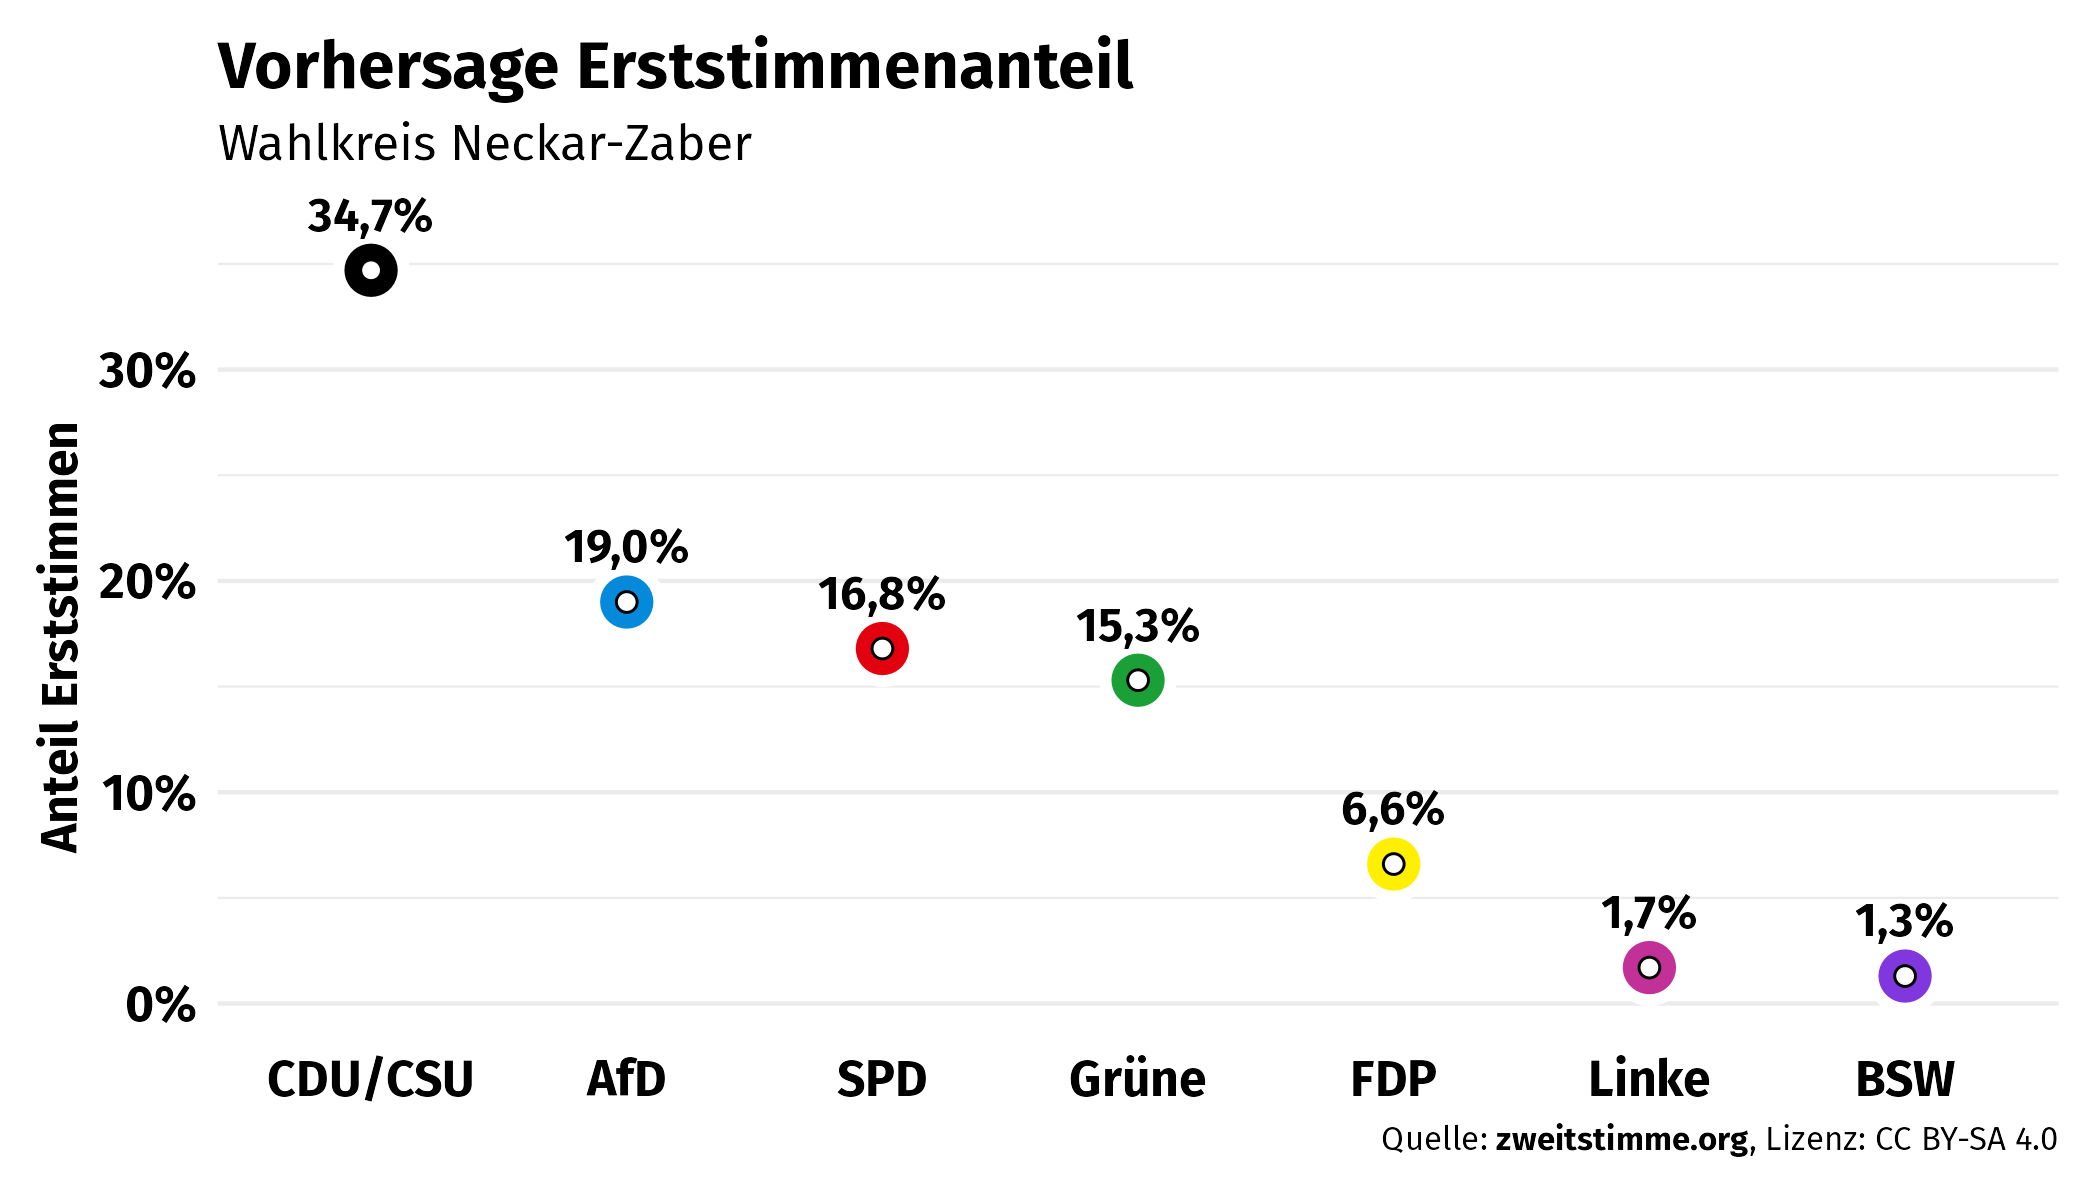 Vorhersage Erststimmenanteil
Wahlkreis Neckar-Zaber
34,7%
30%
19,0%
20%
16,8%
15,3%
10%
6,6%
1,7%
1,3%
0%
Anteil Erststimmen
CDU/CSU AfD SPD Grüne FDP Linke BSW
Quelle: zweitstimme.org, Lizenz: CC BY-SA 4.0